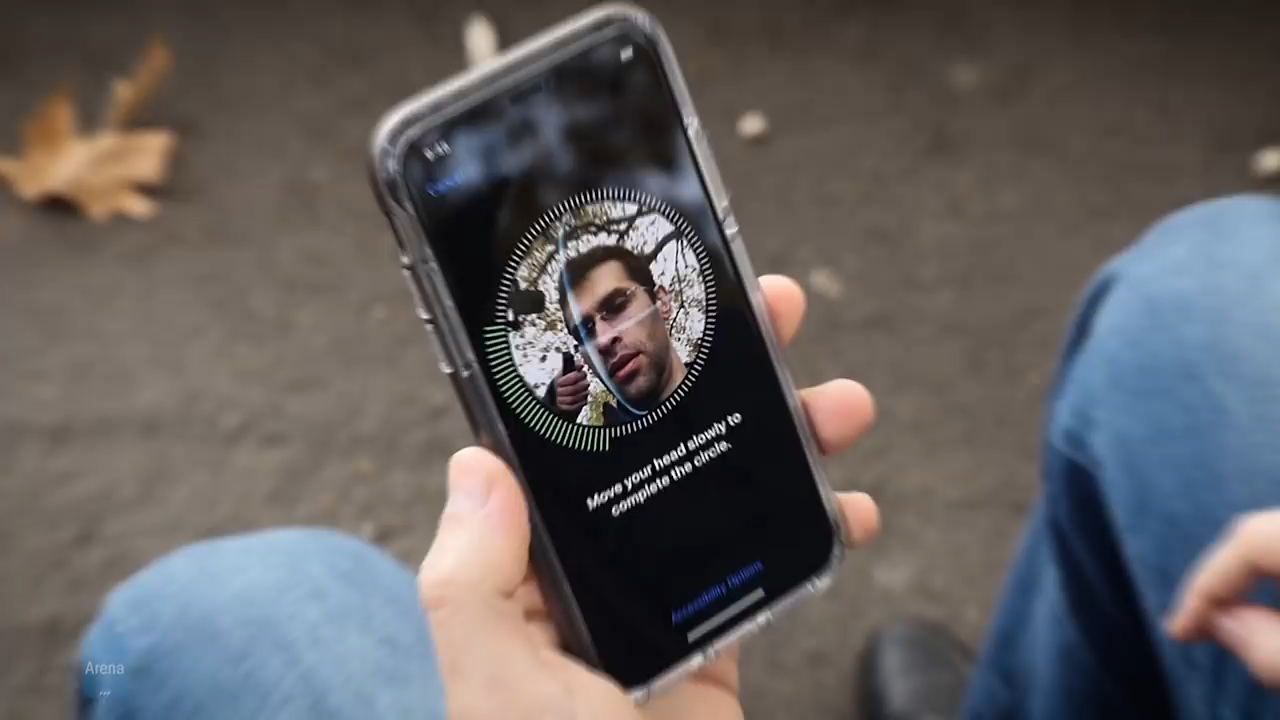 Move your head slowly to
complete the circle.
Accessibility Options
Arena